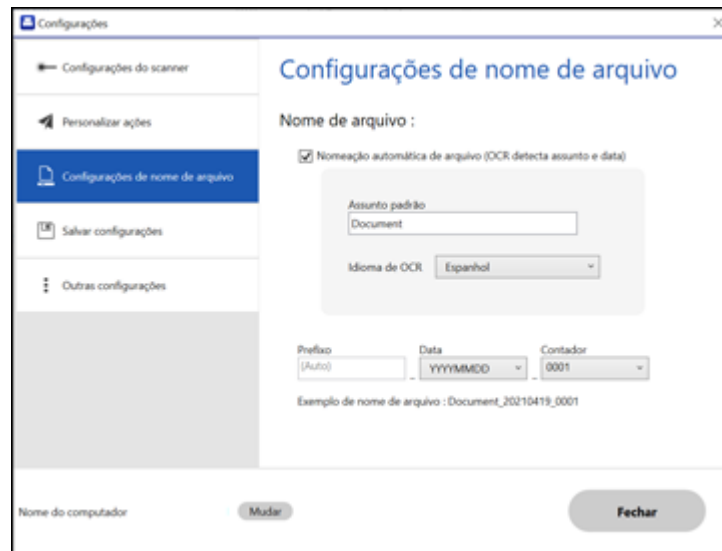 Configurações
Configurações do scanner
Personalizar ações
Configurações de nome de arquivo
Salvar configurações
Outras configurações
Configurações de nome de arquivo
Nome de arquivo :
Nomeação automática de arquivo (OCR detecta assunto e data)
Assunto padrão
Document
Idioma de OCR Espanhol
Prefixo Data Contador
(Auto) _ YYYYMMDD _ 0001
Exemplo de nome de arquivo : Document_20210419_0001
Nome do computador Mudar Fechar